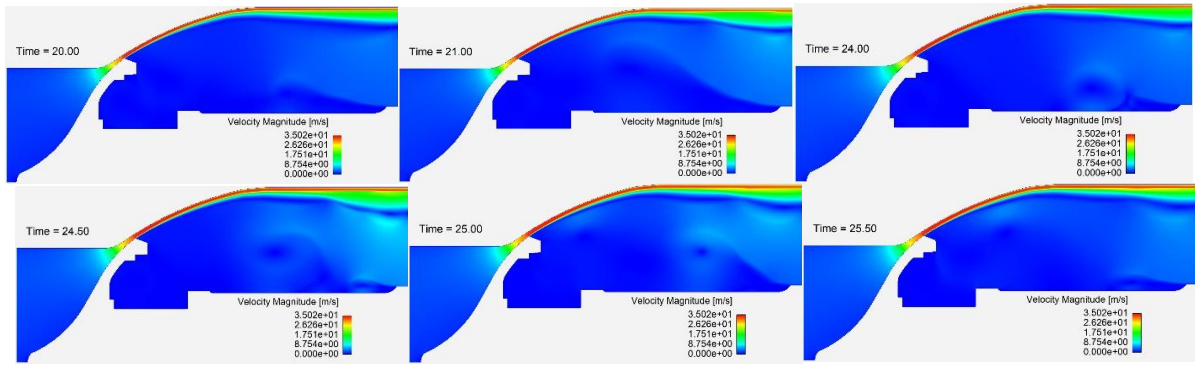 Time = 20.00
Velocity Magnitude [m/s]
3.502e+01
2.626e+01
1.751e+01
8.754e+00
0.000e+00
Time = 21.00
Velocity Magnitude [m/s]
3.502e+01
2.626e+01
1.751e+01
8.754e+00
0.000e+00
Time = 24.00
Velocity Magnitude [m/s]
3.502e+01
2.626e+01
1.751e+01
8.754e+00
0.000e+00
Time = 24.50
Velocity Magnitude [m/s]
3.502e+01
2.626e+01
1.751e+01
8.754e+00
0.000e+00
Time = 25.00
Velocity Magnitude [m/s]
3.502e+01
2.626e+01
1.751e+01
8.754e+00
0.000e+00
Time = 25.50
Velocity Magnitude [m/s]
3.502e+01
2.626e+01
1.751e+01
8.754e+00
0.000e+00